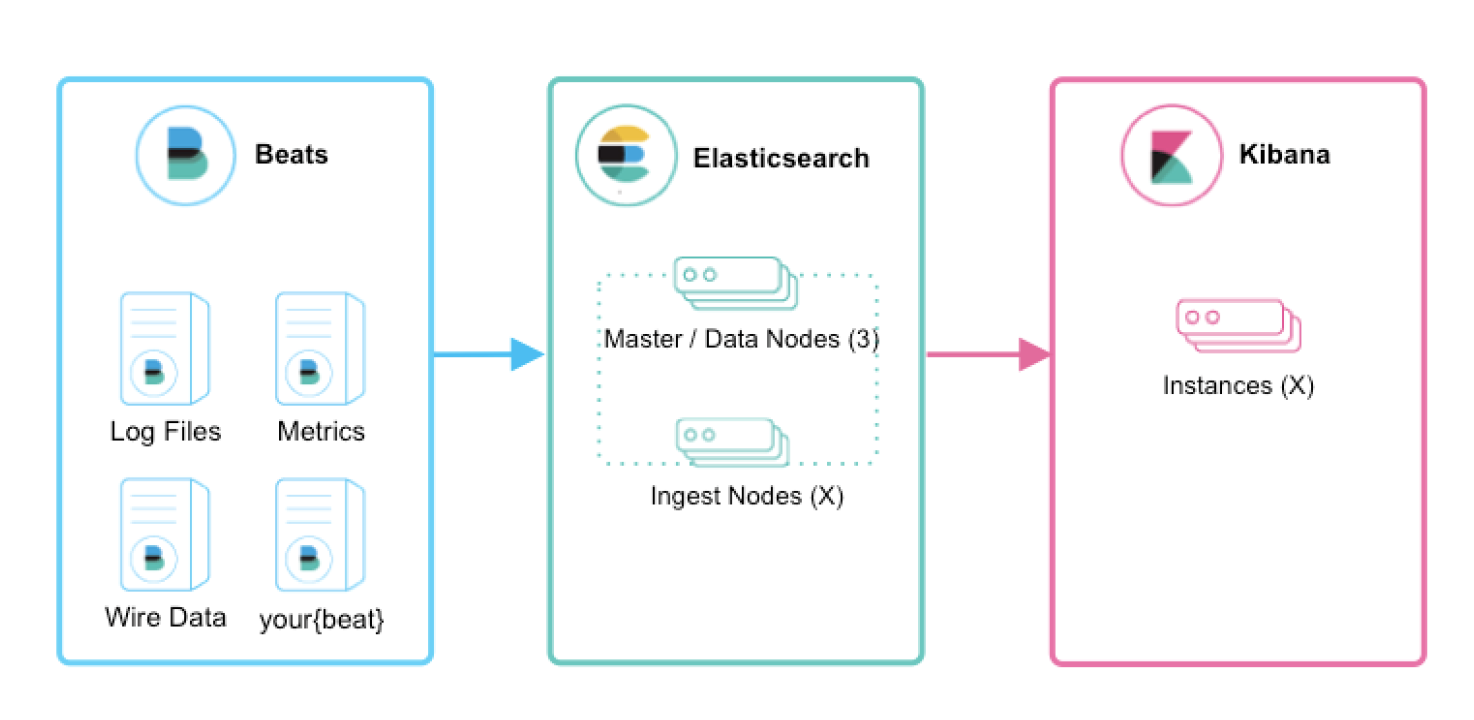 Beats
Log Files
Metrics
Wire Data
your{beat}
Elasticsearch
Master / Data Nodes (3)
Ingest Nodes (X)
Kibana
Instances (X)